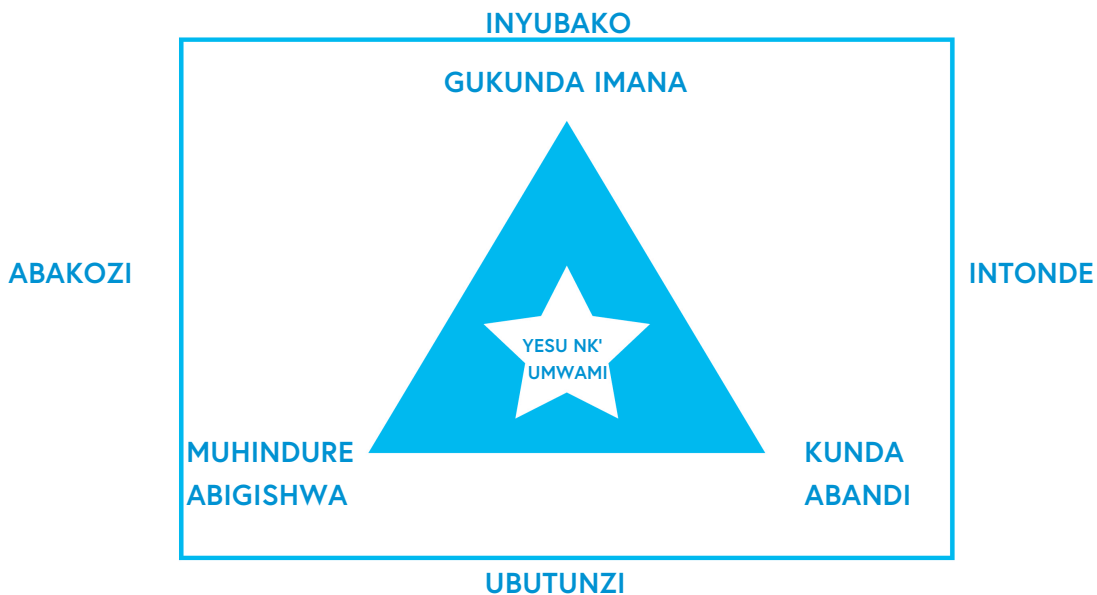 INYUBAKO
GUKUNDA IMANA
ABAKOZI
INTONDE
YESU NK'
UMWAMI
MUHINDURE
ABIGISHWA
KUNDA
ABANDI
UBUTUNZI